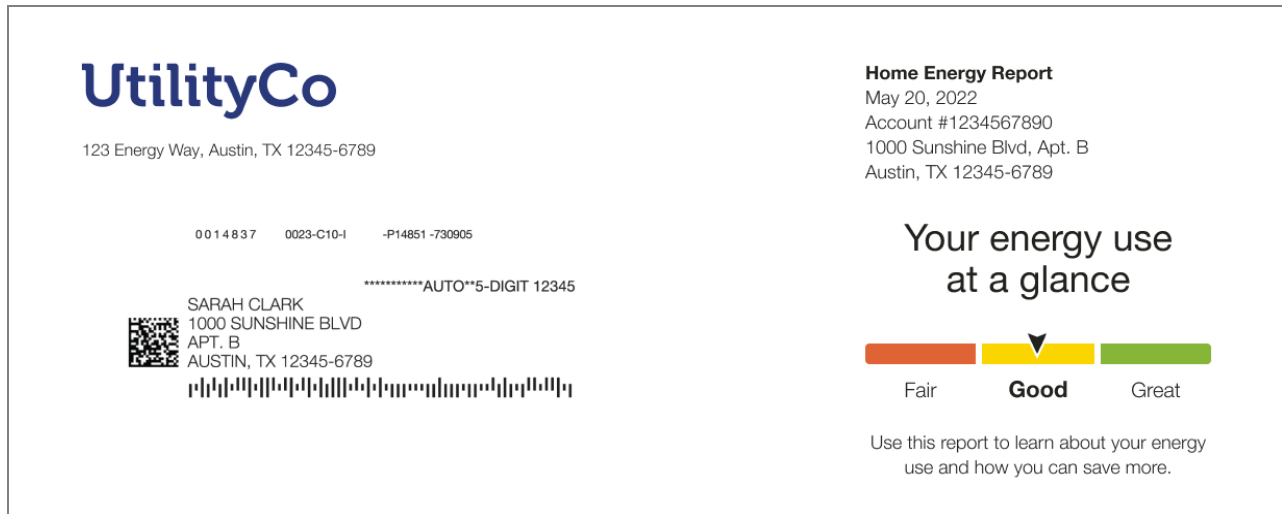 UtilityCo
123 Energy Way, Austin, TX 12345-6789
0014837 0023-C10-I -P14851 -730905
***********AUTO**5-DIGIT 12345
SARAH CLARK
1000 SUNSHINE BLVD
APT. B
AUSTIN, TX 12345-6789
Home Energy Report
May 20, 2022
Account #1234567890
1000 Sunshine Blvd, Apt. B
Austin, TX 12345-6789
Your energy use
at a glance
Fair Good Great
Use this report to learn about your energy
use and how you can save more.